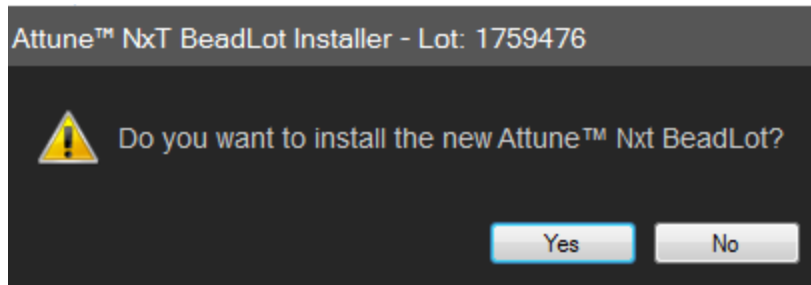 Attune™ NxT BeadLot Installer - Lot: 1759476
Do you want to install the new Attune™ Nxt BeadLot?
Yes No